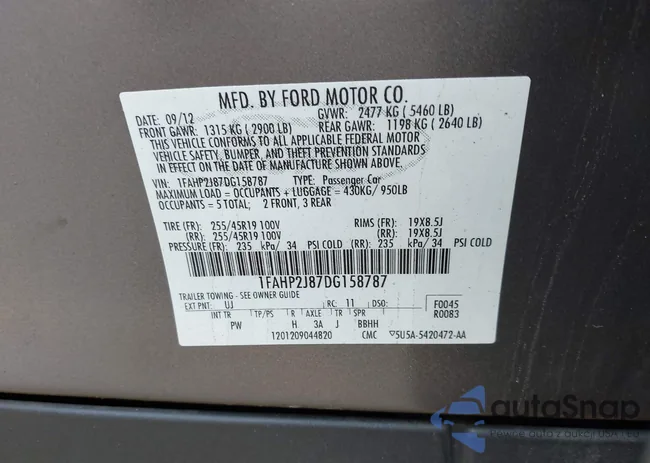 MFD. BY FORD MOTOR CO.
DATE: 09/12 GVWR: 2477 KG ( 5460 LB)
FRONT GAWR: 1315 KG ( 2900 LB) REAR GAWR: 1198 KG ( 2640 LB)
THIS VEHICLE CONFORMS TO ALL APPLICABLE FEDERAL MOTOR
VEHICLE SAFETY, BUMPER, AND THEFT PREVENTION STANDARDS
IN EFFECT ON THE DATE OF MANUFACTURE SHOWN ABOVE.
VIN: 1FAHP2J87DG158787 TYPE: Passenger Car
MAXIMUM LOAD = OCCUPANTS + LUGGAGE = 430KG/ 950LB
OCCUPANTS = 5 TOTAL; 2 FRONT, 3 REAR
TIRE (FR): 255/45R19 100V RIMS (FR): 19X8.5J
(RR): 255/45R19 100V (RR): 19X8.5J
PRESSURE (FR): 235 kPa/ 34 PSI COLD (RR): 235 kPa/ 34 PSI COLD
1FAHP2J87DG158787
TRAILER TOWING - SEE OWNER GUIDE
EXT PNT: UJ RC: 11 DSO: F0045
INT TR TP/PS R AXLE TR SPR R0083
PW H 3A J BBHH
1201209044820 CMC 5U5A-5420472-AA
autoSnap